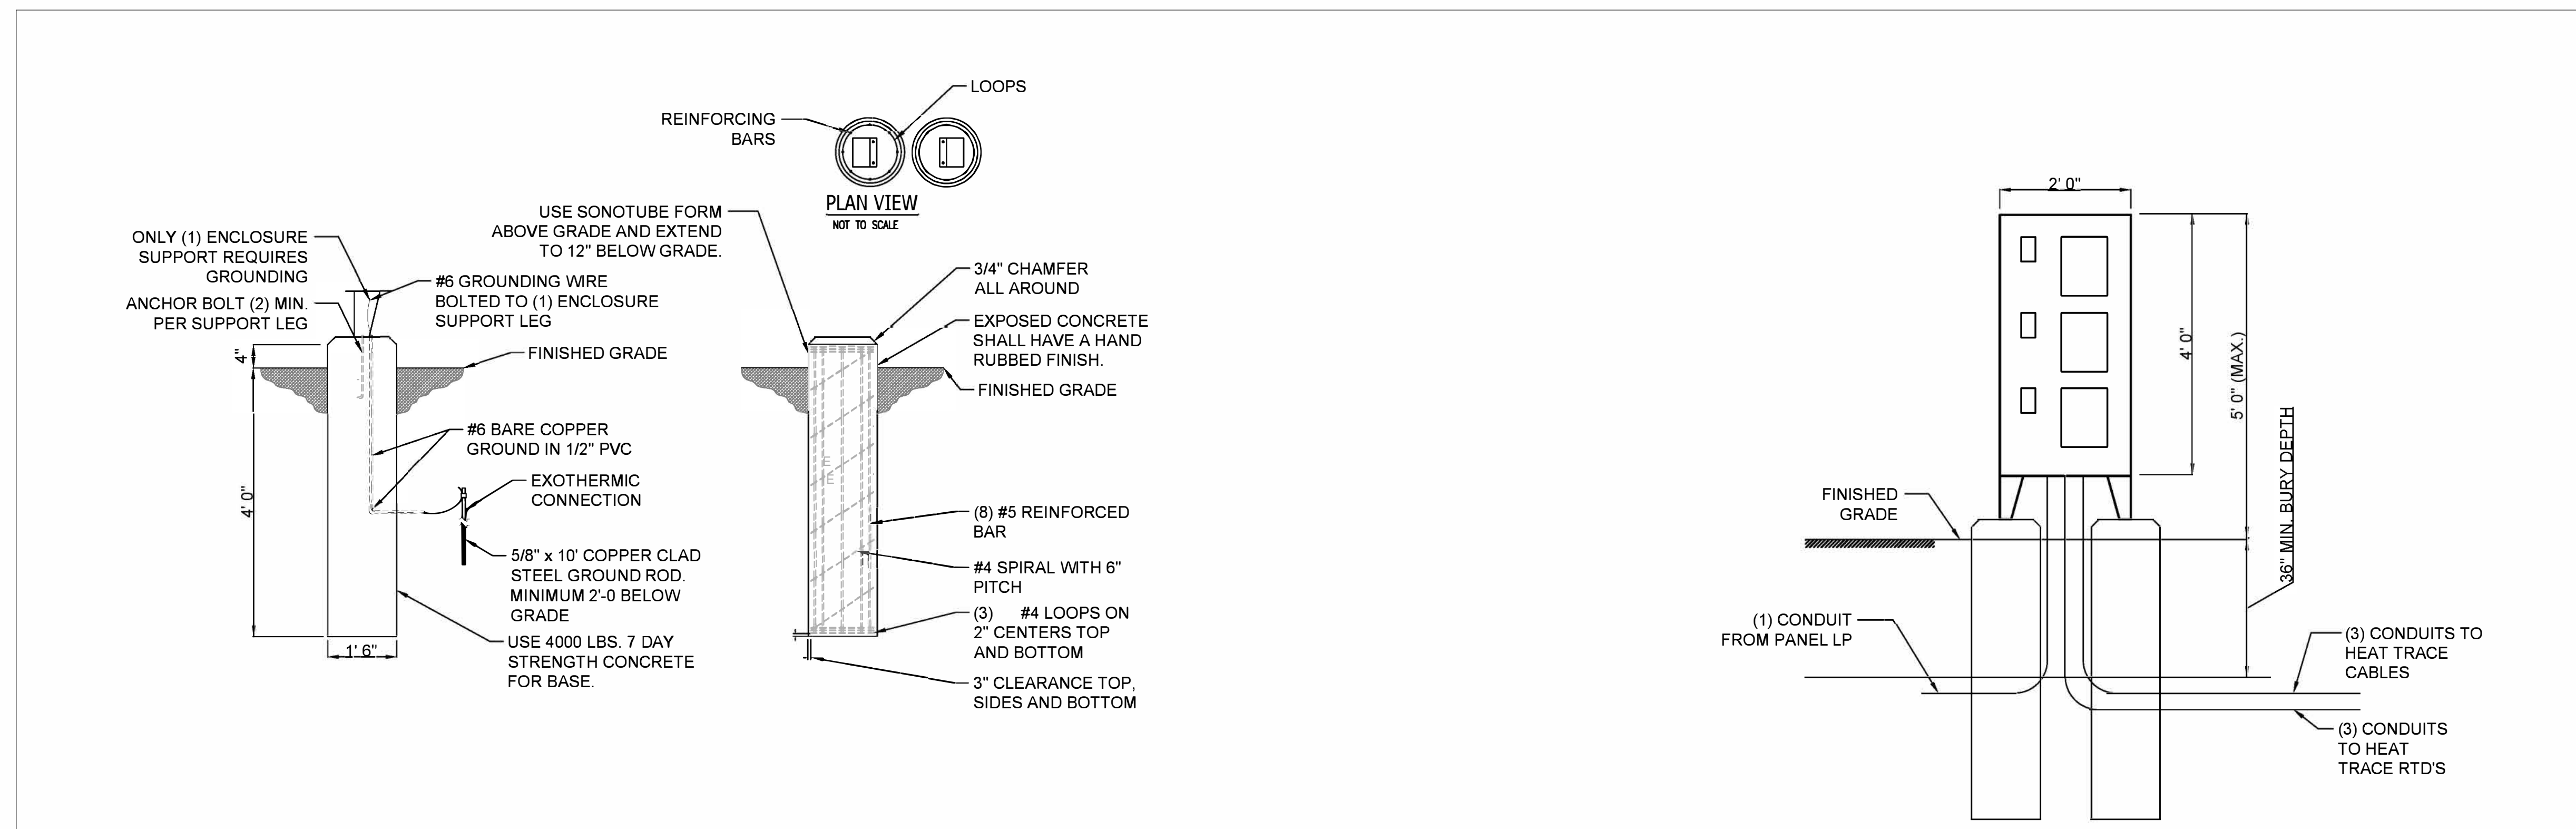 LOOPS
REINFORCING
BARS
PLAN VIEW
NOT TO SCALE
USE SONOTUBE FORM
ABOVE GRADE AND EXTEND
TO 12" BELOW GRADE.
ONLY (1) ENCLOSURE
SUPPORT REQUIRES
GROUNDING
ANCHOR BOLT (2) MIN.
PER SUPPORT LEG
#6 GROUNDING WIRE
BOLTED TO (1) ENCLOSURE
SUPPORT LEG
FINISHED GRADE
4"
4' 0"
1' 6"
#6 BARE COPPER
GROUND IN 1/2" PVC
EXOTHERMIC
CONNECTION
5/8" x 10' COPPER CLAD
STEEL GROUND ROD.
MINIMUM 2'-0 BELOW
GRADE
USE 4000 LBS. 7 DAY
STRENGTH CONCRETE
FOR BASE.
3/4" CHAMFER
ALL AROUND
EXPOSED CONCRETE
SHALL HAVE A HAND
RUBBED FINISH.
FINISHED GRADE
E
E
(8) #5 REINFORCED
BAR
#4 SPIRAL WITH 6"
PITCH
(3) #4 LOOPS ON
2" CENTERS TOP
AND BOTTOM
3" CLEARANCE TOP,
SIDES AND BOTTOM
2' 0"
4' 0"
5' 0" (MAX.)
36" MIN. BURY DEPTH
FINISHED
GRADE
(1) CONDUIT
FROM PANEL LP
(3) CONDUITS TO
HEAT TRACE
CABLES
(3) CONDUITS
TO HEAT
TRACE RTD'S